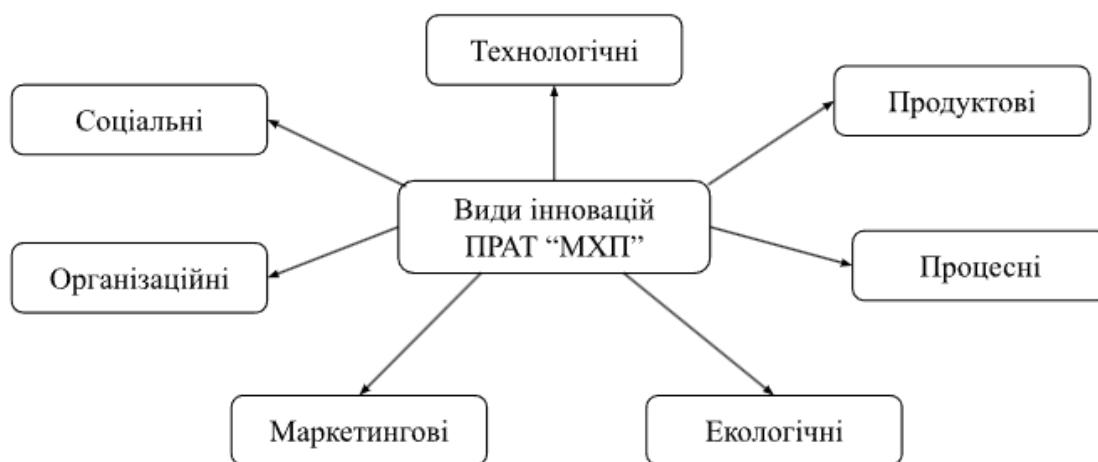 Технологічні
Соціальні
Продуктові
Види інновацій
ПРАТ “МХП”
Організаційні
Процесні
Маркетингові
Екологічні